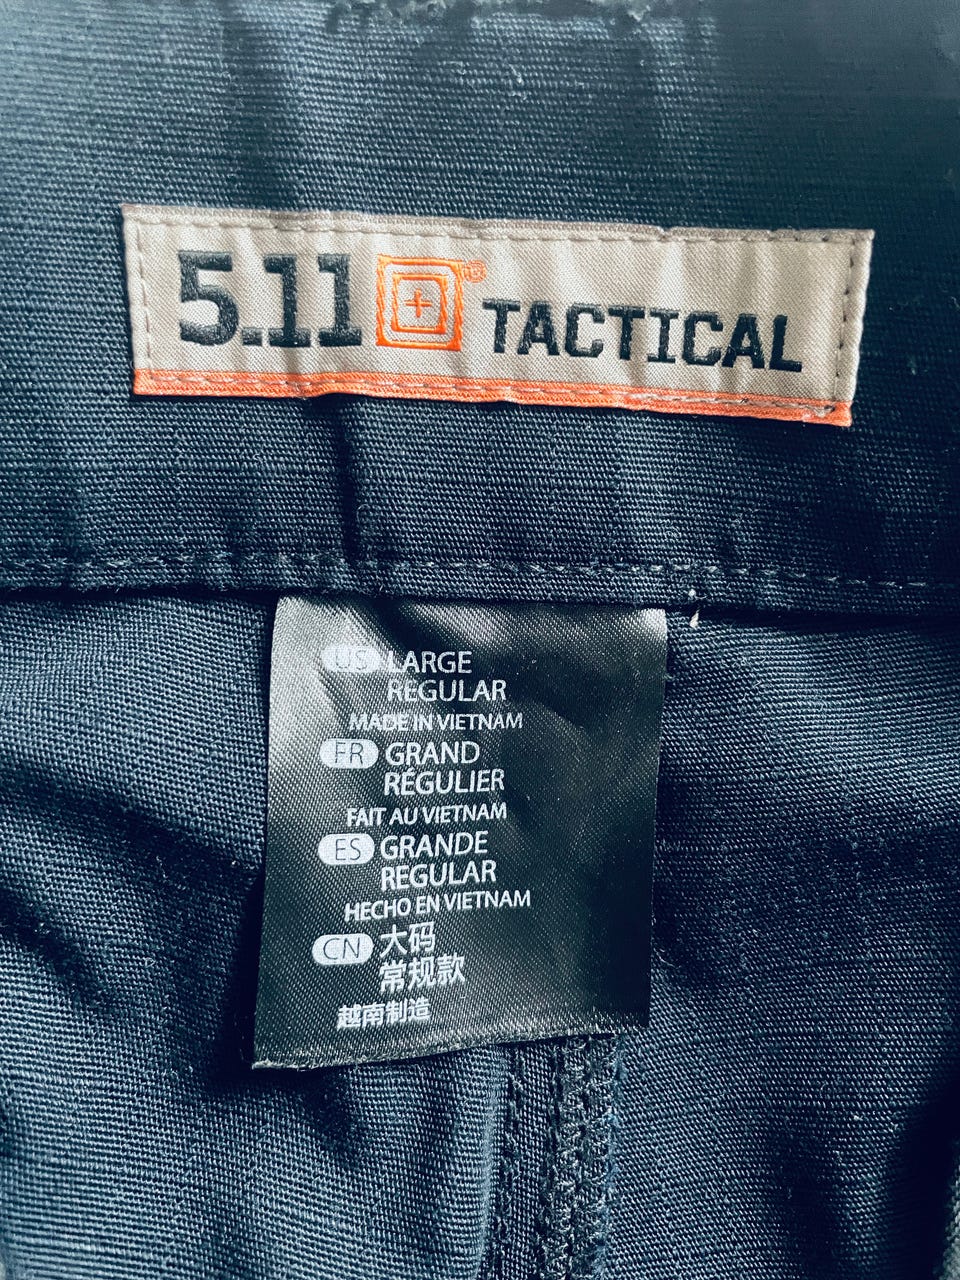 5.11 ® TACTICAL
US LARGE
REGULAR
MADE IN VIETNAM
FR GRAND
RÉGULIER
FAIT AU VIETNAM
ES GRANDE
REGULAR
HECHO EN VIETNAM
CN 大码
常规款
越南制造